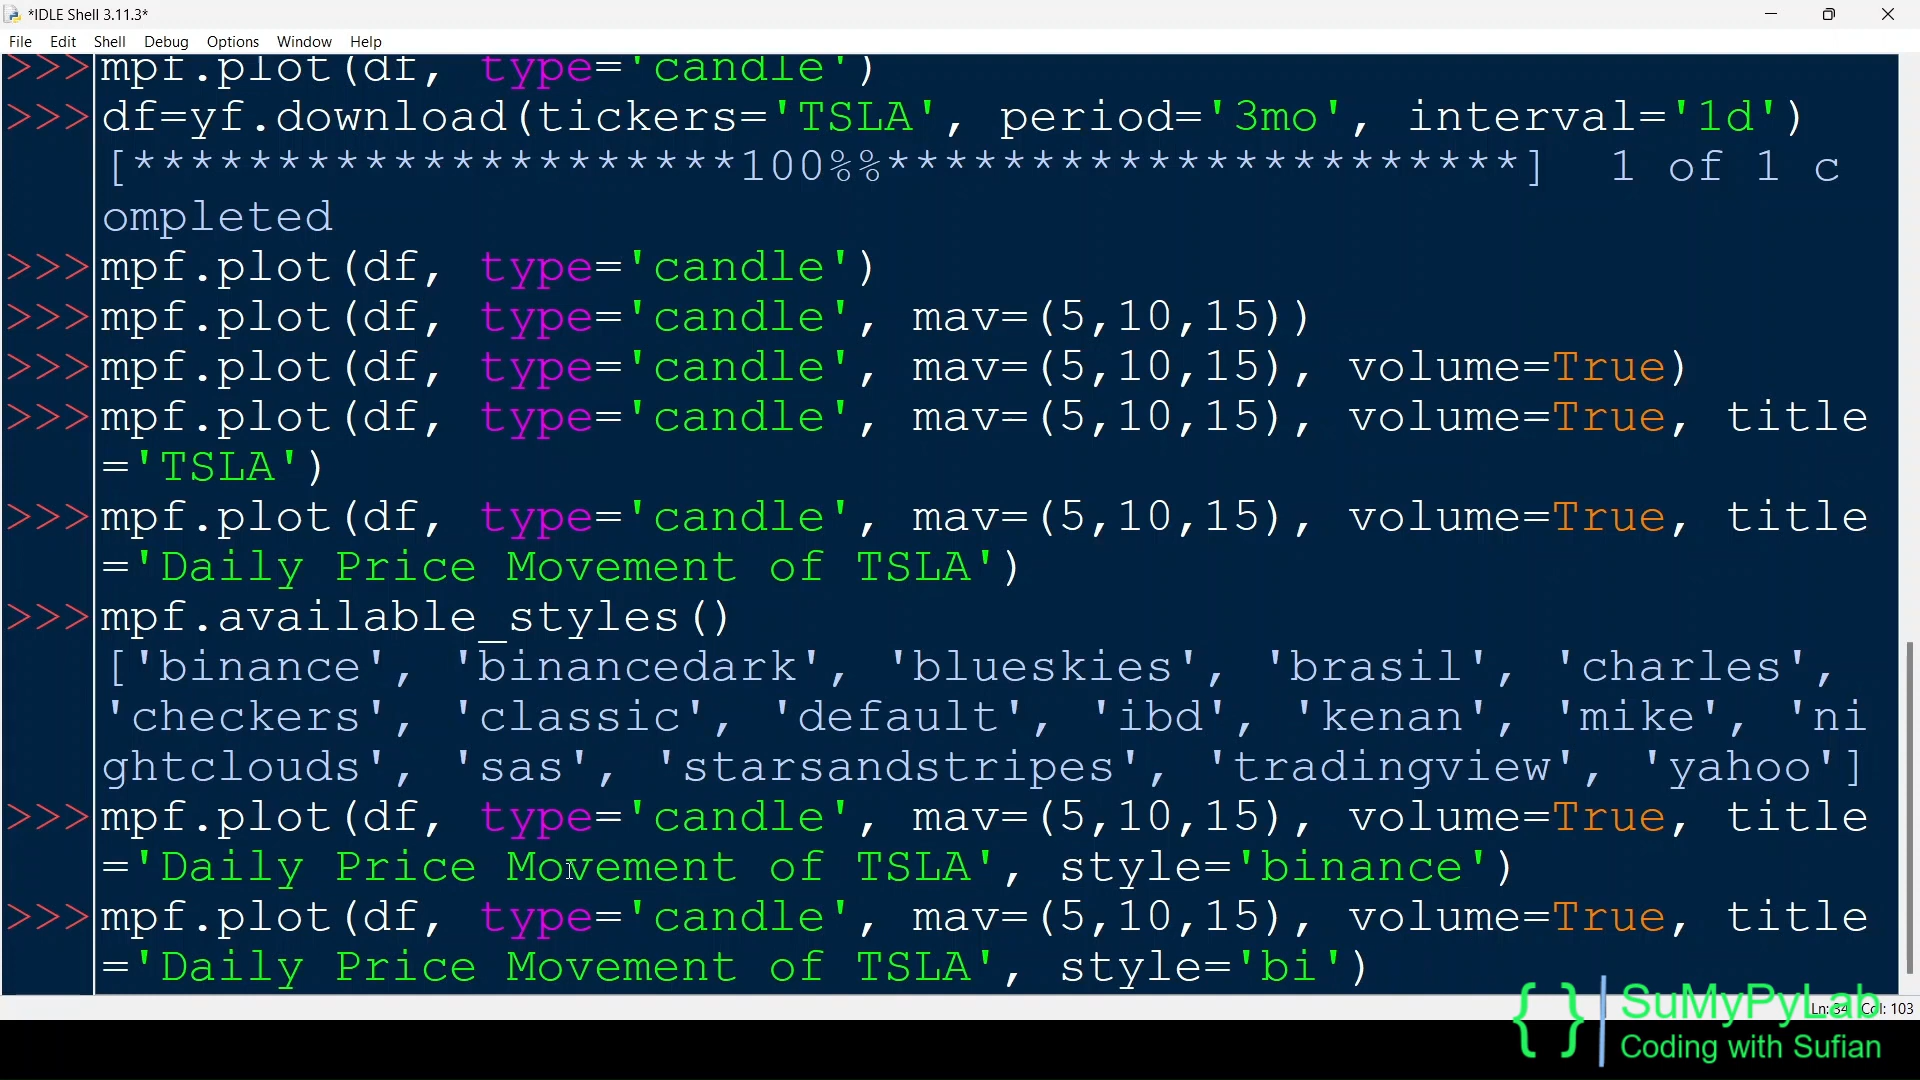 *IDLE Shell 3.11.3*
File Edit Shell Debug Options Window Help
>>> mpf.plot(df, type='candle')
>>> df=yf.download(tickers='TSLA', period='3mo', interval='1d')
[*********************100%%**********************] 1 of 1 c
ompleted
>>> mpf.plot(df, type='candle')
>>> mpf.plot(df, type='candle', mav=(5,10,15))
>>> mpf.plot(df, type='candle', mav=(5,10,15), volume=True)
>>> mpf.plot(df, type='candle', mav=(5,10,15), volume=True, title
='TSLA')
>>> mpf.plot(df, type='candle', mav=(5,10,15), volume=True, title
='Daily Price Movement of TSLA')
>>> mpf.available_styles()
['binance', 'binancedark', 'blueskies', 'brasil', 'charles',
'checkers', 'classic', 'default', 'ibd', 'kenan', 'mike', 'ni
ghtclouds', 'sas', 'starsandstripes', 'tradingview', 'yahoo']
>>> mpf.plot(df, type='candle', mav=(5,10,15), volume=True, title
='Daily Price Movement of TSLA', style='binance')
>>> mpf.plot(df, type='candle', mav=(5,10,15), volume=True, title
='Daily Price Movement of TSLA', style='bi')
{ } SuMyPyLab
Ln: 34 Col: 103
Coding with Sufian